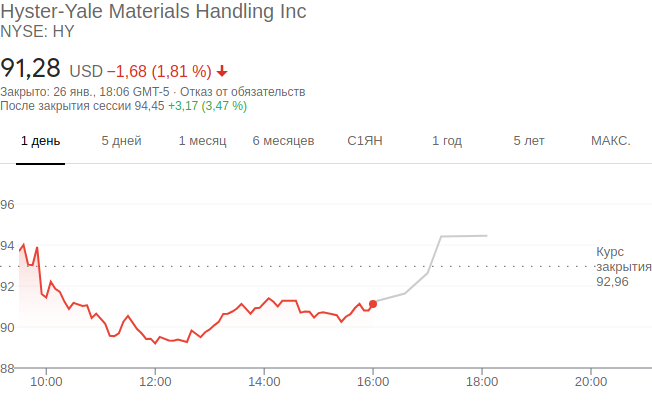 Hyster-Yale Materials Handling Inc
NYSE: HY
91,28 USD −1,68 (1,81 %)
Закрыто: 26 янв., 18:06 GMT-5 · Отказ от обязательств
После закрытия сессии 94,45 +3,17 (3,47 %)
1 день 5 дней 1 месяц 6 месяцев С1ЯН 1 год 5 лет МАКС.
96
94
Курс
закрытия
92,96
92
90
88
10:00 12:00 14:00 16:00 18:00 20:00